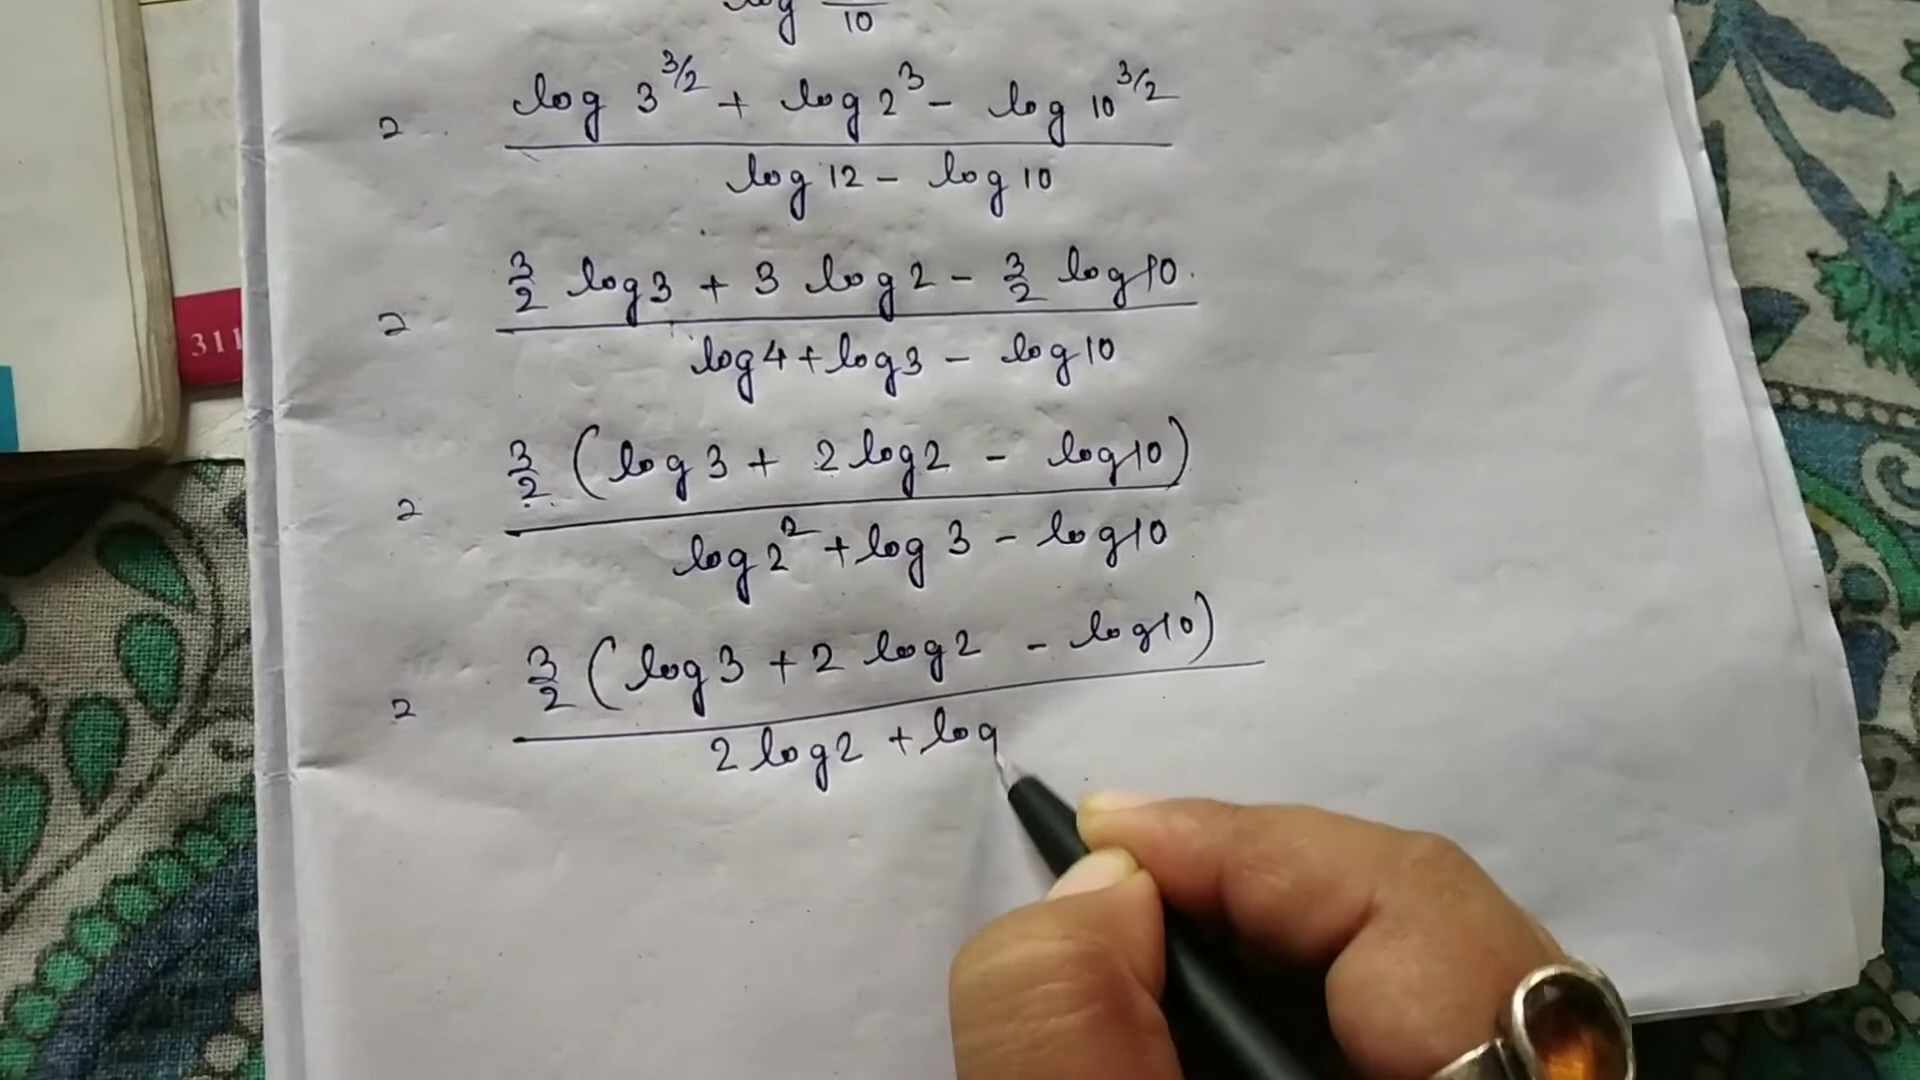 log 10
= log 3^3/2 + log 2^3 - log 10^3/2
log 12 - log 10
= 3/2 log 3 + 3 log 2 - 3/2 log 10
log 4 + log 3 - log 10
311
= 3/2 (log 3 + 2 log 2 - log 10)
log 2^2 + log 3 - log 10
= 3/2 (log 3 + 2 log 2 - log 10)
2 log 2 + log